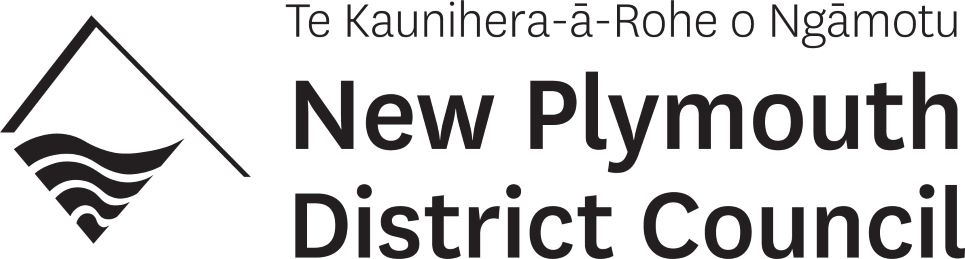 Te Kaunihera-ā-Rohe o Ngāmotu
New Plymouth
District Council